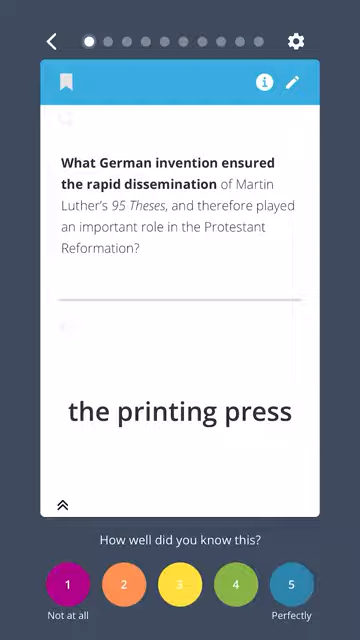 What German invention ensured
the rapid dissemination of Martin
Luther's 95 Theses, and therefore played
an important role in the Protestant
Reformation?
the printing press
How well did you know this?
1 2 3 4 5
Not at all Perfectly